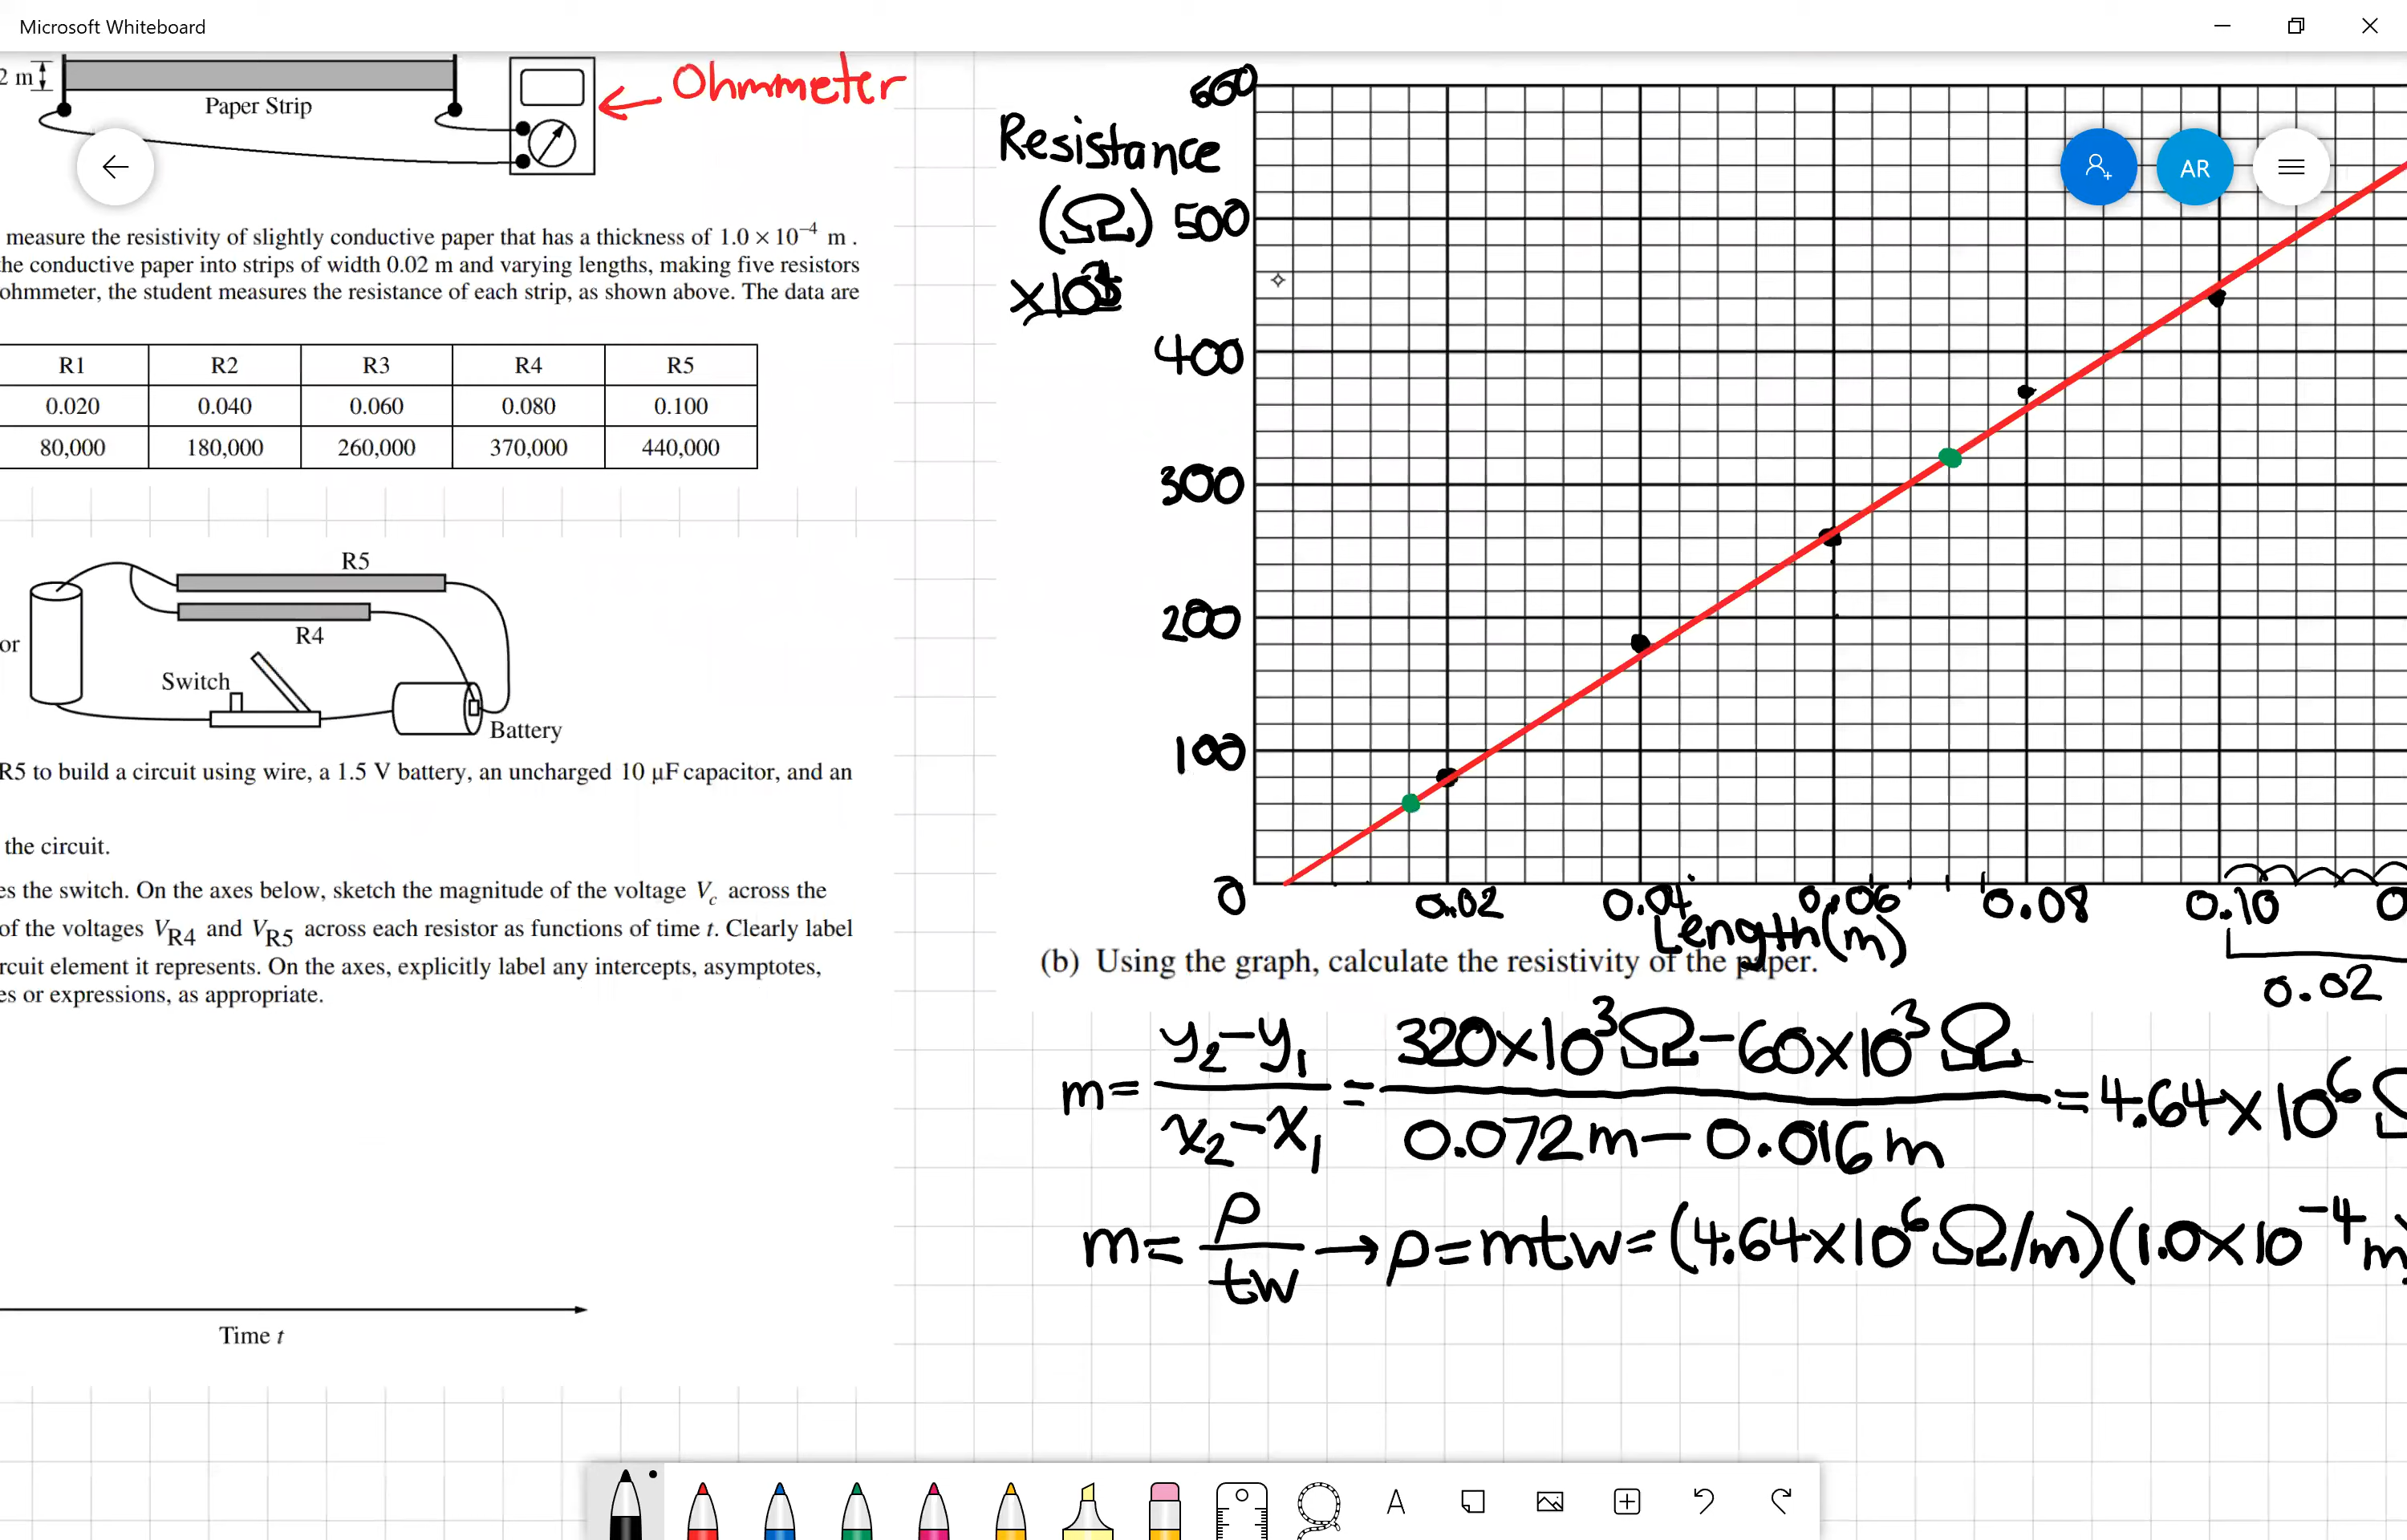 Microsoft Whiteboard
2 m
Paper Strip
Ohmmeter
measure the resistivity of slightly conductive paper that has a thickness of 1.0 × 10⁻⁴ m .
he conductive paper into strips of width 0.02 m and varying lengths, making five resistors
ohmmeter, the student measures the resistance of each strip, as shown above. The data are
R1 R2 R3 R4 R5
0.020 0.040 0.060 0.080 0.100
80,000 180,000 260,000 370,000 440,000
R5
R4
or
Switch
Battery
R5 to build a circuit using wire, a 1.5 V battery, an uncharged 10 μF capacitor, and an
the circuit.
es the switch. On the axes below, sketch the magnitude of the voltage V_c across the
of the voltages V_R4 and V_R5 across each resistor as functions of time t. Clearly label
rcuit element it represents. On the axes, explicitly label any intercepts, asymptotes,
es or expressions, as appropriate.
Time t
AR
Resistance
(Ω)
500
400
300
200
100
0
0.02 0.04 0.06 0.08 0.10
Length(m)
0.02
(b) Using the graph, calculate the resistivity of the paper.
m= (y₂-y₁)/(x₂-x₁) = (320×10³Ω-60×10³Ω)/(0.072m-0.016m) =4.64×10⁶
m= ρ/tw → ρ=mtw=(4.64×10⁶Ω/m)(1.0×10⁻⁴m
A